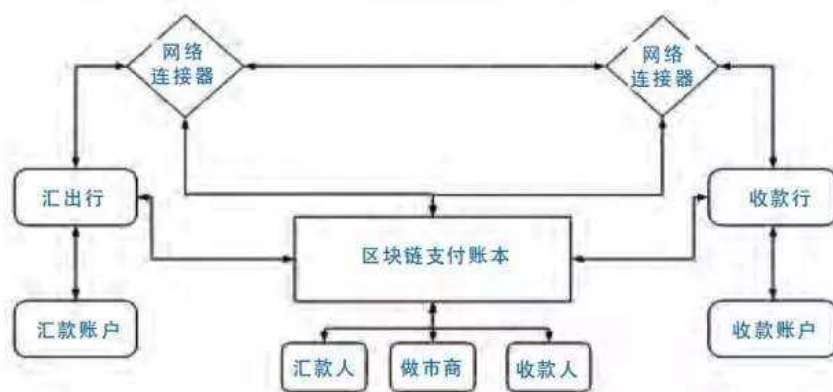 网络
连接器
网络
连接器
汇出行
收款行
区块链支付账本
汇款账户
收款账户
汇款人
做市商
收款人